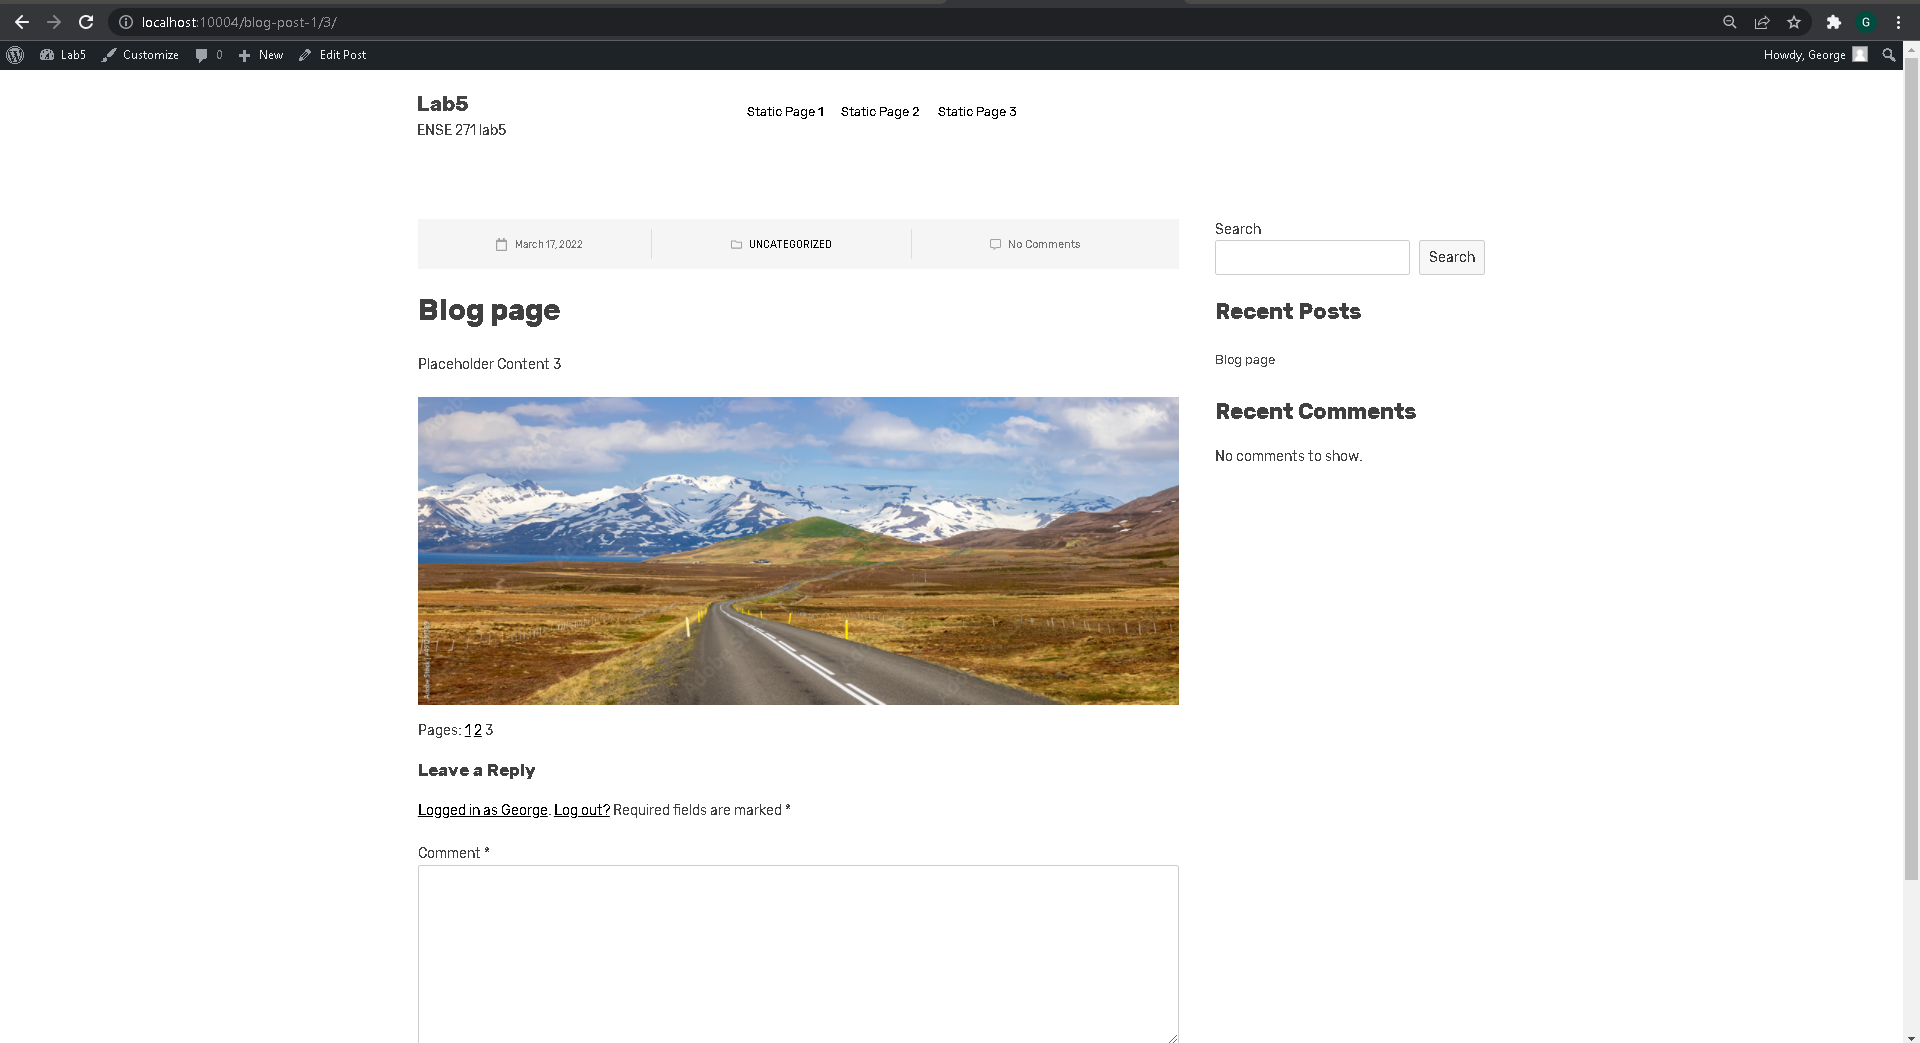 localhost:10004/blog-post-1/3/
G
Lab5 Customize 0 New Edit Post Howdy, George
Lab5
ENSE 271 lab5
Static Page 1 Static Page 2 Static Page 3
March 17, 2022 UNCATEGORIZED No Comments
Blog page
Placeholder Content 3
Pages: 1 2 3
Leave a Reply
Logged in as George. Log out? Required fields are marked *
Comment *
Search
Search
Recent Posts
Blog page
Recent Comments
No comments to show.